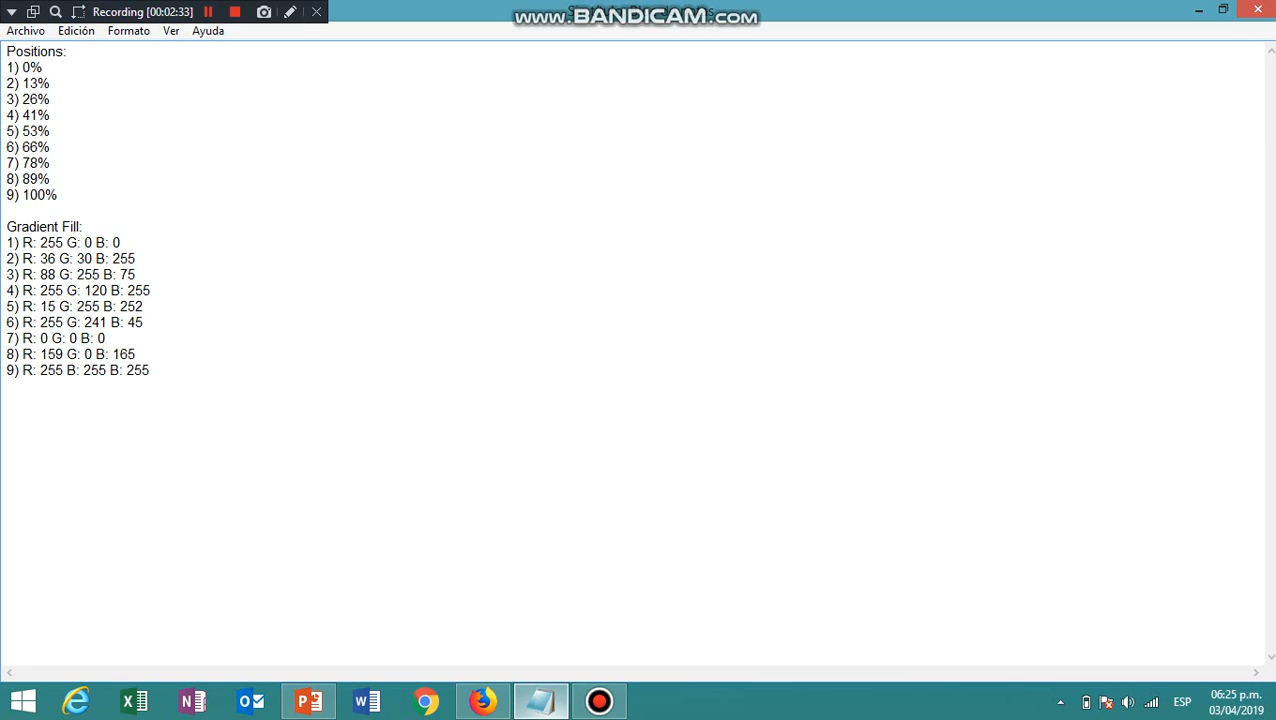 Recording [00:02:33]
www.BANDICAM.com
Archivo Edición Formato Ver Ayuda
Positions:
1) 0%
2) 13%
3) 26%
4) 41%
5) 53%
6) 66%
7) 78%
8) 89%
9) 100%
Gradient Fill:
1) R: 255 G: 0 B: 0
2) R: 36 G: 30 B: 255
3) R: 88 G: 255 B: 75
4) R: 255 G: 120 B: 255
5) R: 15 G: 255 B: 252
6) R: 255 G: 241 B: 45
7) R: 0 G: 0 B: 0
8) R: 159 G: 0 B: 165
9) R: 255 B: 255 B: 255
ESP
06:25 p.m.
03/04/2019